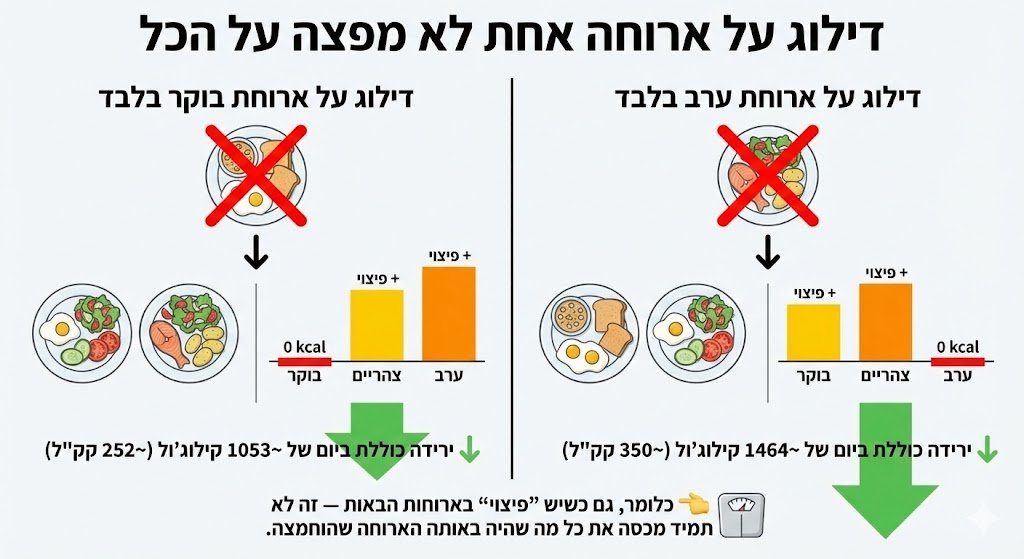 דילוג על ארוחה אחת לא מפצה על הכל
דילוג על ארוחת ערב בלבד
+ פיצוי
+ פיצוי
0 kcal
בוקר
צהריים
ערב
ירידה כוללת ביום של ~1464 קילוג׳ול (~350 קק"ל)
דילוג על ארוחת בוקר בלבד
+ פיצוי
+ פיצוי
0 kcal
בוקר
צהריים
ערב
ירידה כוללת ביום של ~1053 קילוג׳ול (~252 קק"ל)
כלומר, גם כשיש ”פיצוי“ בארוחות הבאות — זה לא
תמיד מכסה את כל מה שהיה באותה הארוחה שהוחמצה.